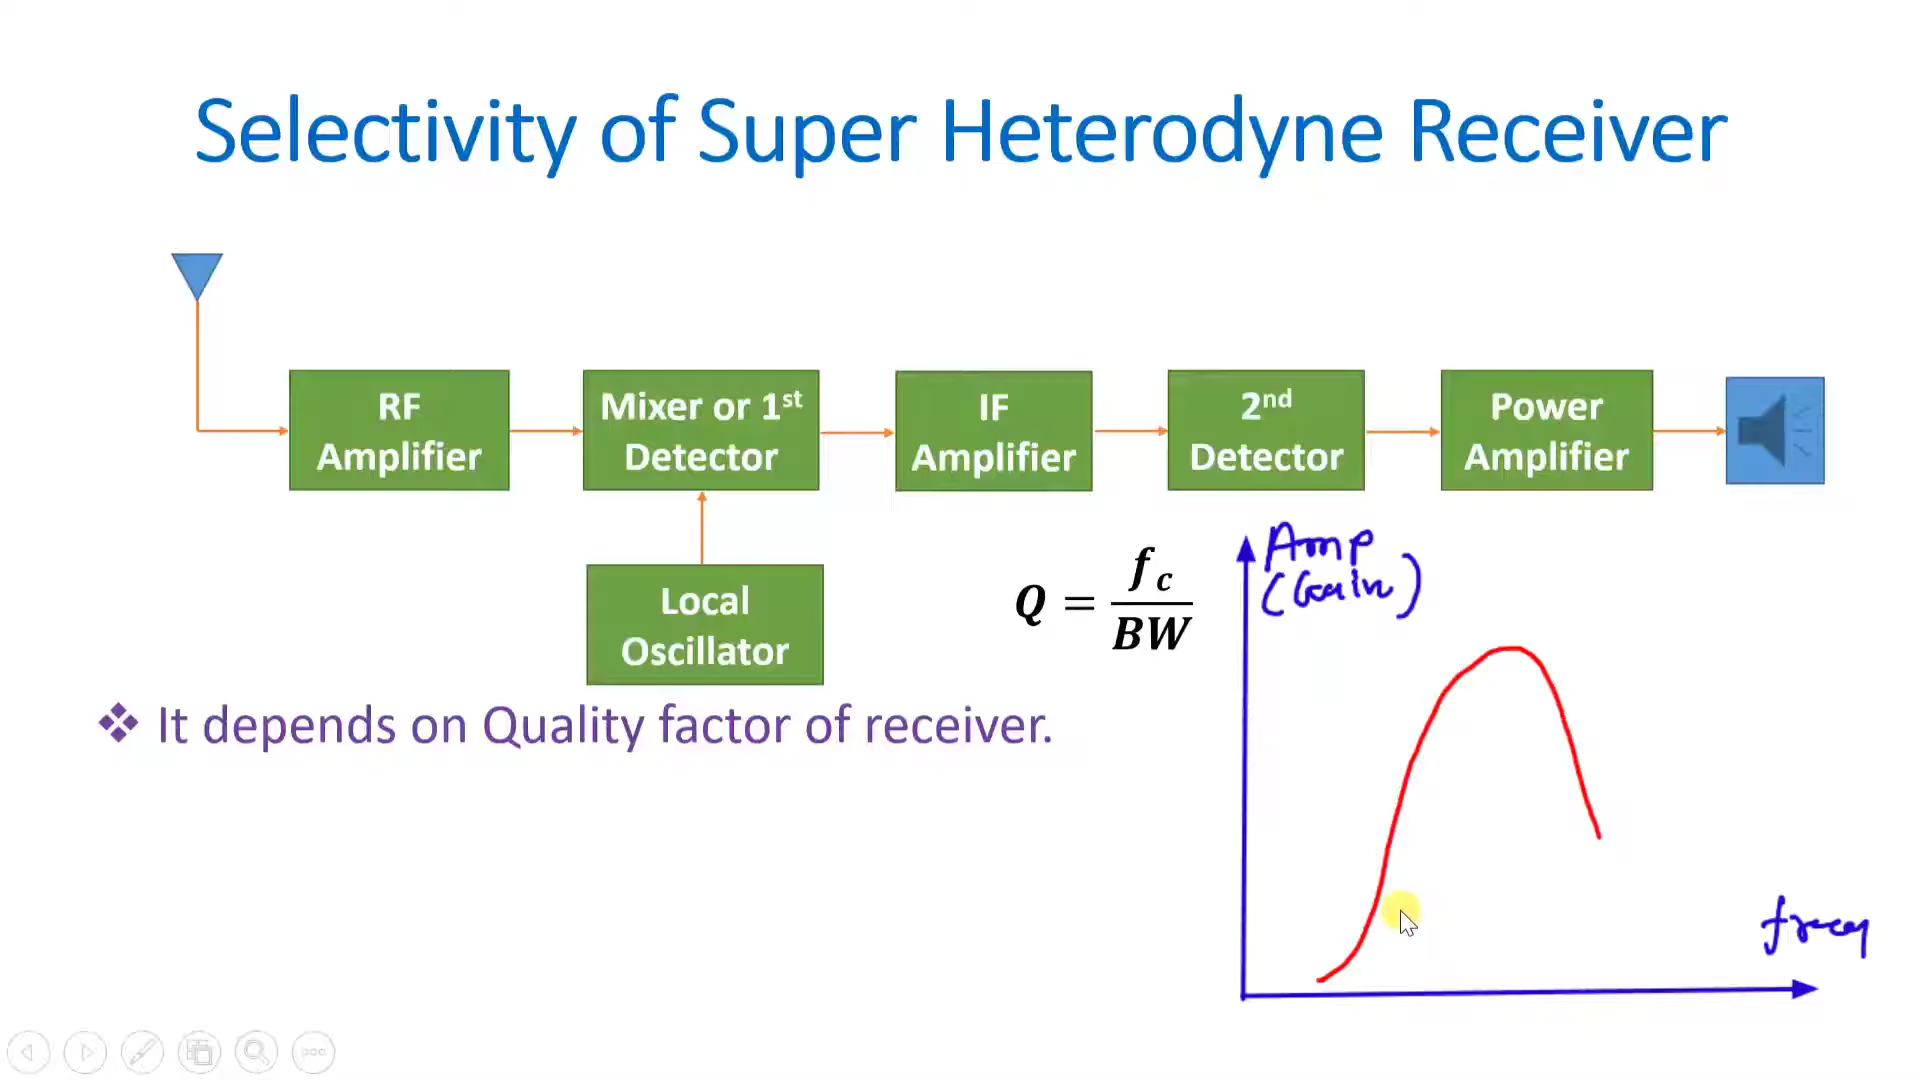 Selectivity of Super Heterodyne Receiver
RF
Amplifier
Mixer or 1st
Detector
IF
Amplifier
2nd
Detector
Power
Amplifier
Local
Oscillator
Q = fc / BW
Amp
(Gain)
It depends on Quality factor of receiver.
freq